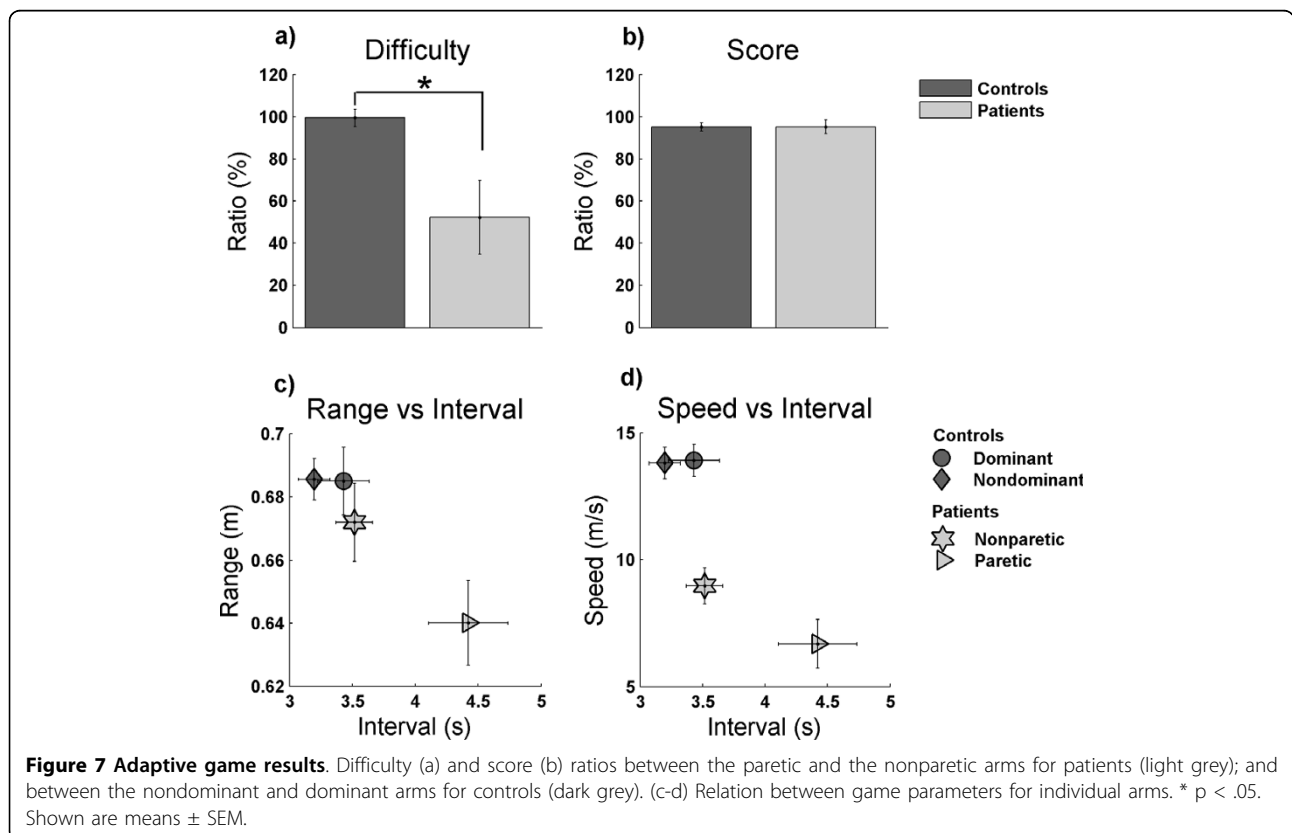 a)
Difficulty
120
100
80
60
40
20
0
Ratio (%)
*
b)
Score
120
100
80
60
40
20
0
Ratio (%)
Controls
Patients
c)
Range vs Interval
0.7
0.68
0.66
0.64
0.62
Range (m)
3 3.5 4 4.5 5
Interval (s)
d)
Speed vs Interval
15
10
5
Speed (m/s)
3 3.5 4 4.5 5
Interval (s)
Controls
Dominant
Nondominant
Patients
Nonparetic
Paretic
Figure 7 Adaptive game results. Difficulty (a) and score (b) ratios between the paretic and the nonparetic arms for patients (light grey); and
between the nondominant and dominant arms for controls (dark grey). (c-d) Relation between game parameters for individual arms. * p < .05.
Shown are means ± SEM.